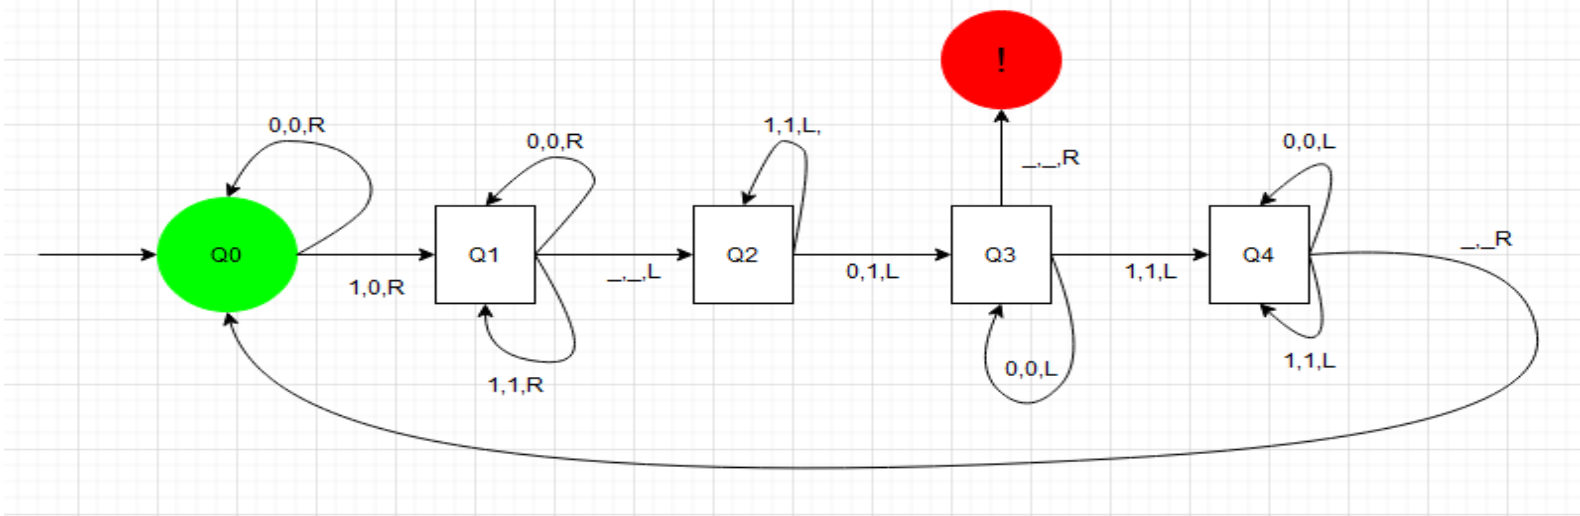 !
0,0,R
0,0,R
1,1,L,
_,_,R
0,0,L
Q0
Q1
Q2
Q3
Q4
1,0,R
_,_,L
0,1,L
1,1,L
_,_R
1,1,R
0,0,L
1,1,L